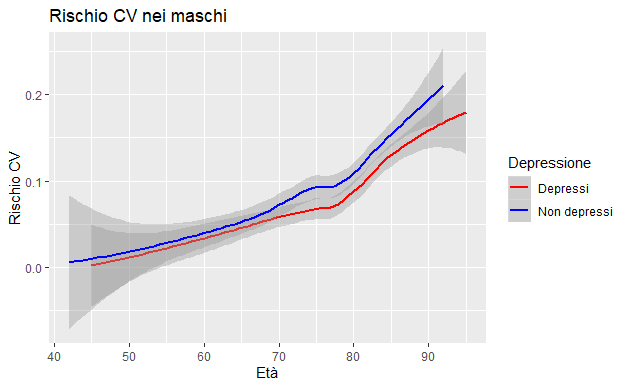 Rischio CV nei maschi
Rischio CV
0.2
0.1
0.0
40 50 60 70 80 90
Età
Depressione
Depressi
Non depressi